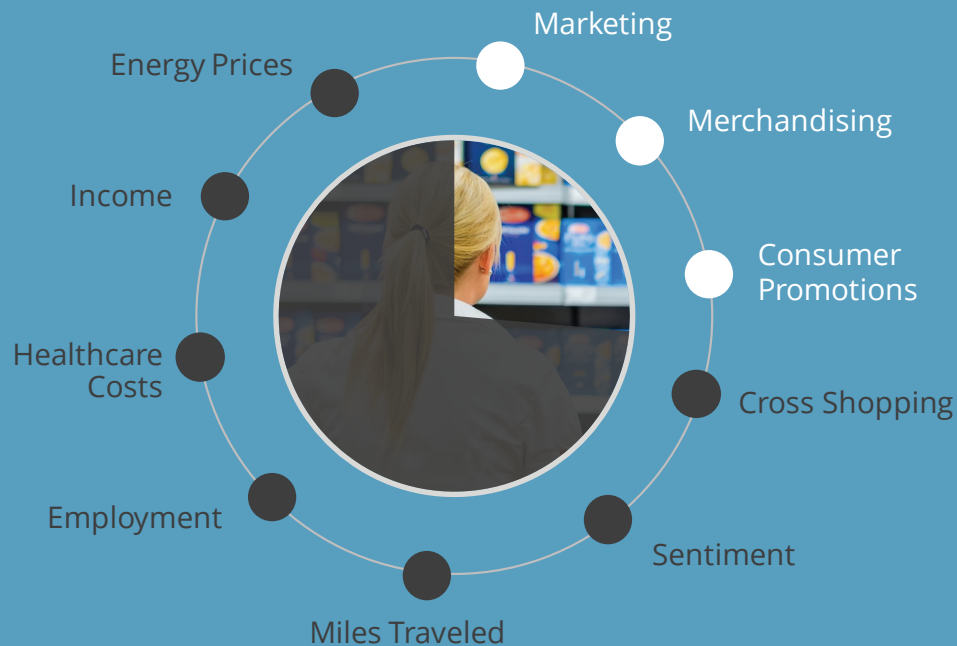 Marketing
Energy Prices
Merchandising
Income
Consumer
Promotions
Healthcare
Costs
Cross Shopping
Employment
Sentiment
Miles Traveled